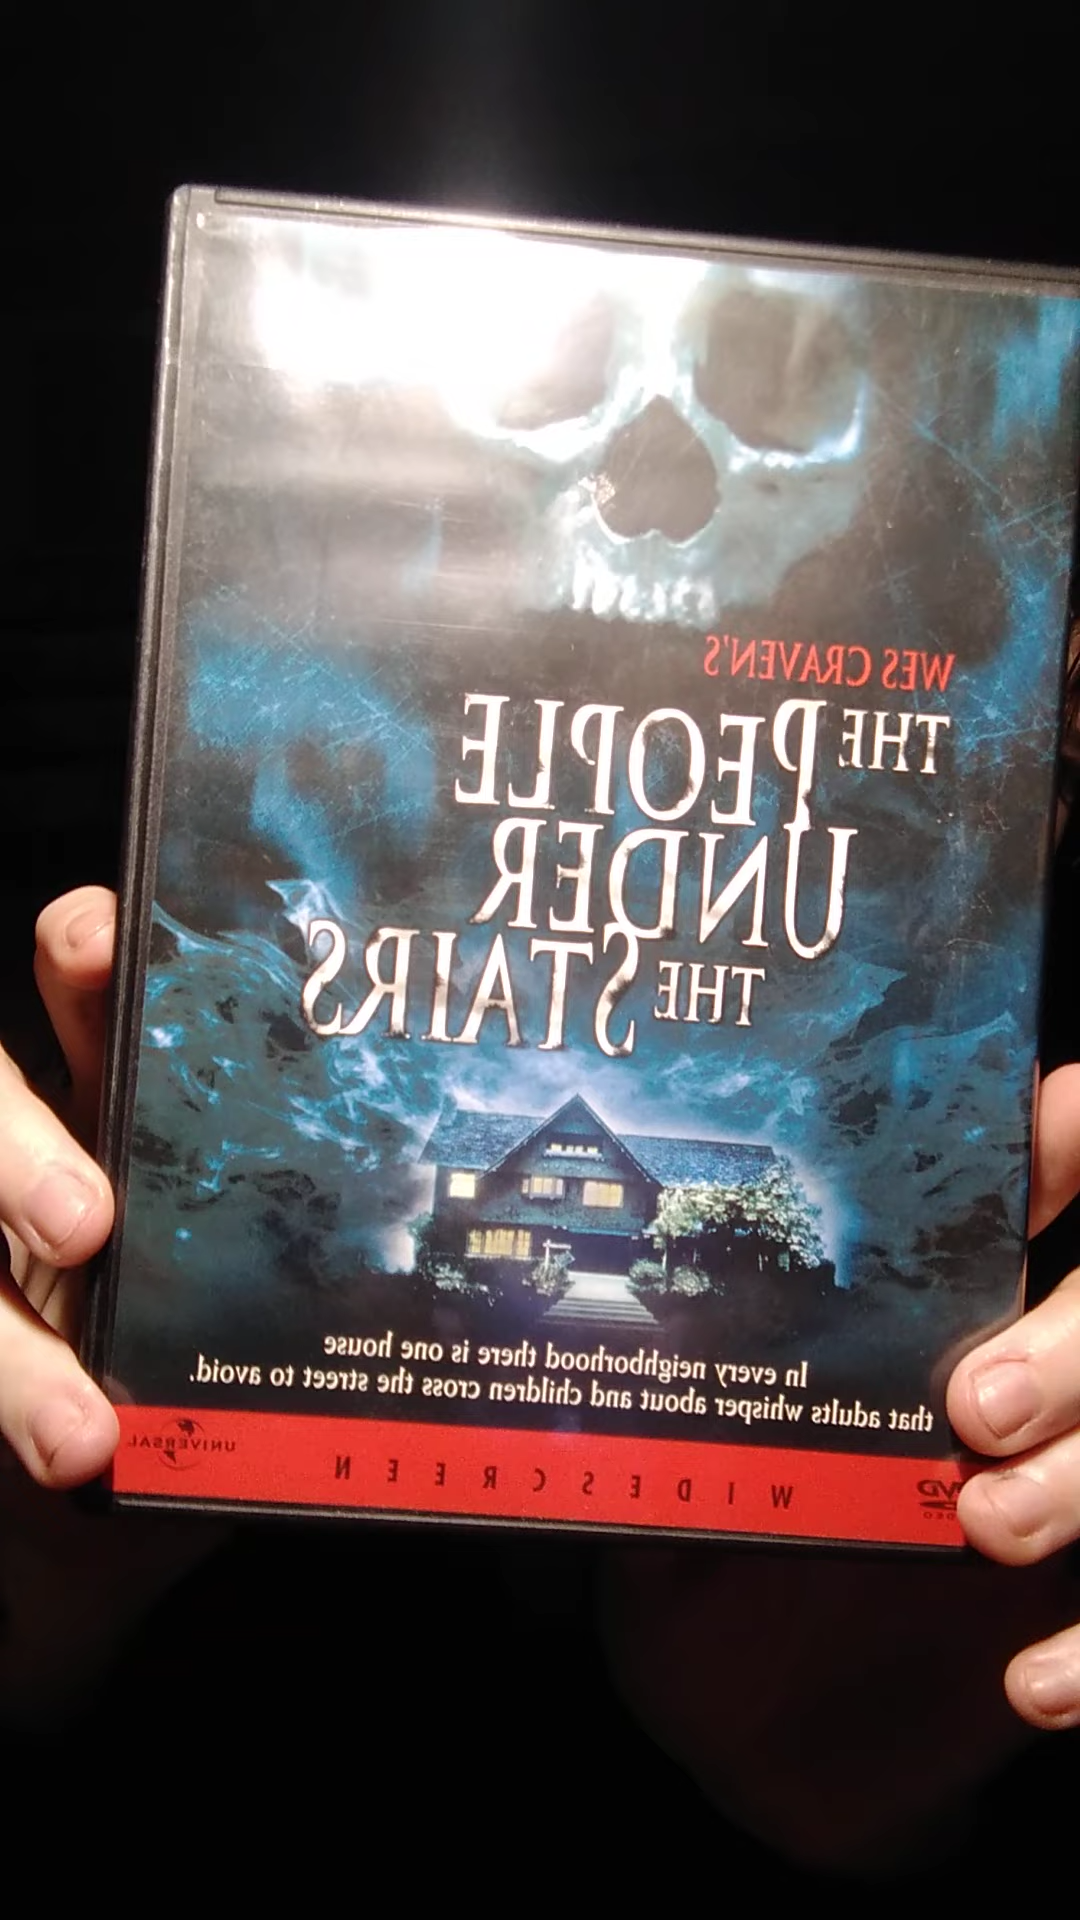 WES CRAVEN'S
THE PEOPLE
UNDER
THE STAIRS
In every neighborhood there is one house
that adults whisper about and children cross the street to avoid.
DVD VIDEO WIDESCREEN UNIVERSAL